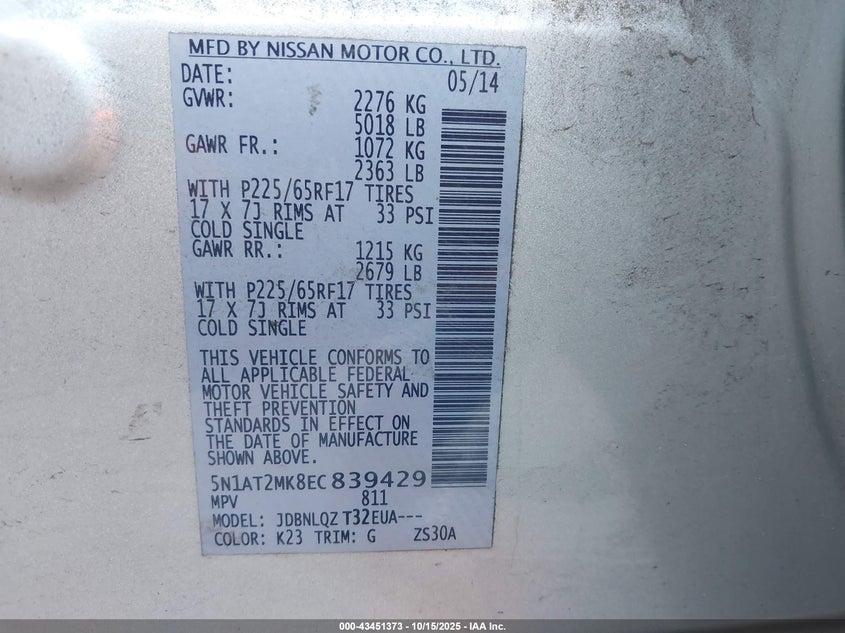 MFD BY NISSAN MOTOR CO., LTD.
DATE: 05/14
GVWR: 2276 KG
5018 LB
GAWR FR.: 1072 KG
2363 LB
WITH P225/65RF17 TIRES
17 X 7J RIMS AT 33 PSI
COLD SINGLE
GAWR RR.: 1215 KG
2679 LB
WITH P225/65RF17 TIRES
17 X 7J RIMS AT 33 PSI
COLD SINGLE
THIS VEHICLE CONFORMS TO
ALL APPLICABLE FEDERAL
MOTOR VEHICLE SAFETY AND
THEFT PREVENTION
STANDARDS IN EFFECT ON
THE DATE OF MANUFACTURE
SHOWN ABOVE.
5N1AT2MK8EC839429
MPV 811
MODEL: JDBNLQZ T32EUA---
COLOR: K23 TRIM: G ZS30A
000-43451373 - 10/15/2025 - IAA Inc.